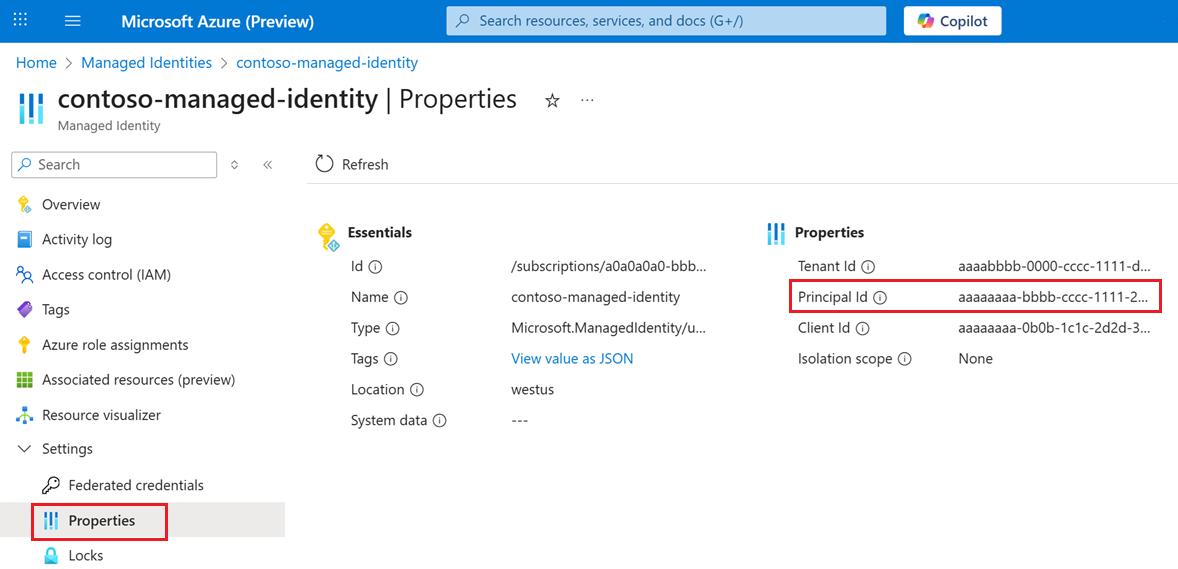 Microsoft Azure (Preview)
Search resources, services, and docs (G+/)
Copilot
Home > Managed Identities > contoso-managed-identity
contoso-managed-identity | Properties
Managed Identity
Search
Refresh
Overview
Activity log
Access control (IAM)
Tags
Azure role assignments
Associated resources (preview)
Resource visualizer
Settings
Federated credentials
Properties
Locks
Essentials
Id /subscriptions/a0a0a0a0-bbb...
Name contoso-managed-identity
Type Microsoft.ManagedIdentity/u...
Tags View value as JSON
Location westus
System data ---
Properties
Tenant Id aaaabbbb-0000-cccc-1111-d...
Principal Id aaaaaaaa-bbbb-cccc-1111-2...
Client Id aaaaaaaa-0b0b-1c1c-2d2d-3...
Isolation scope None